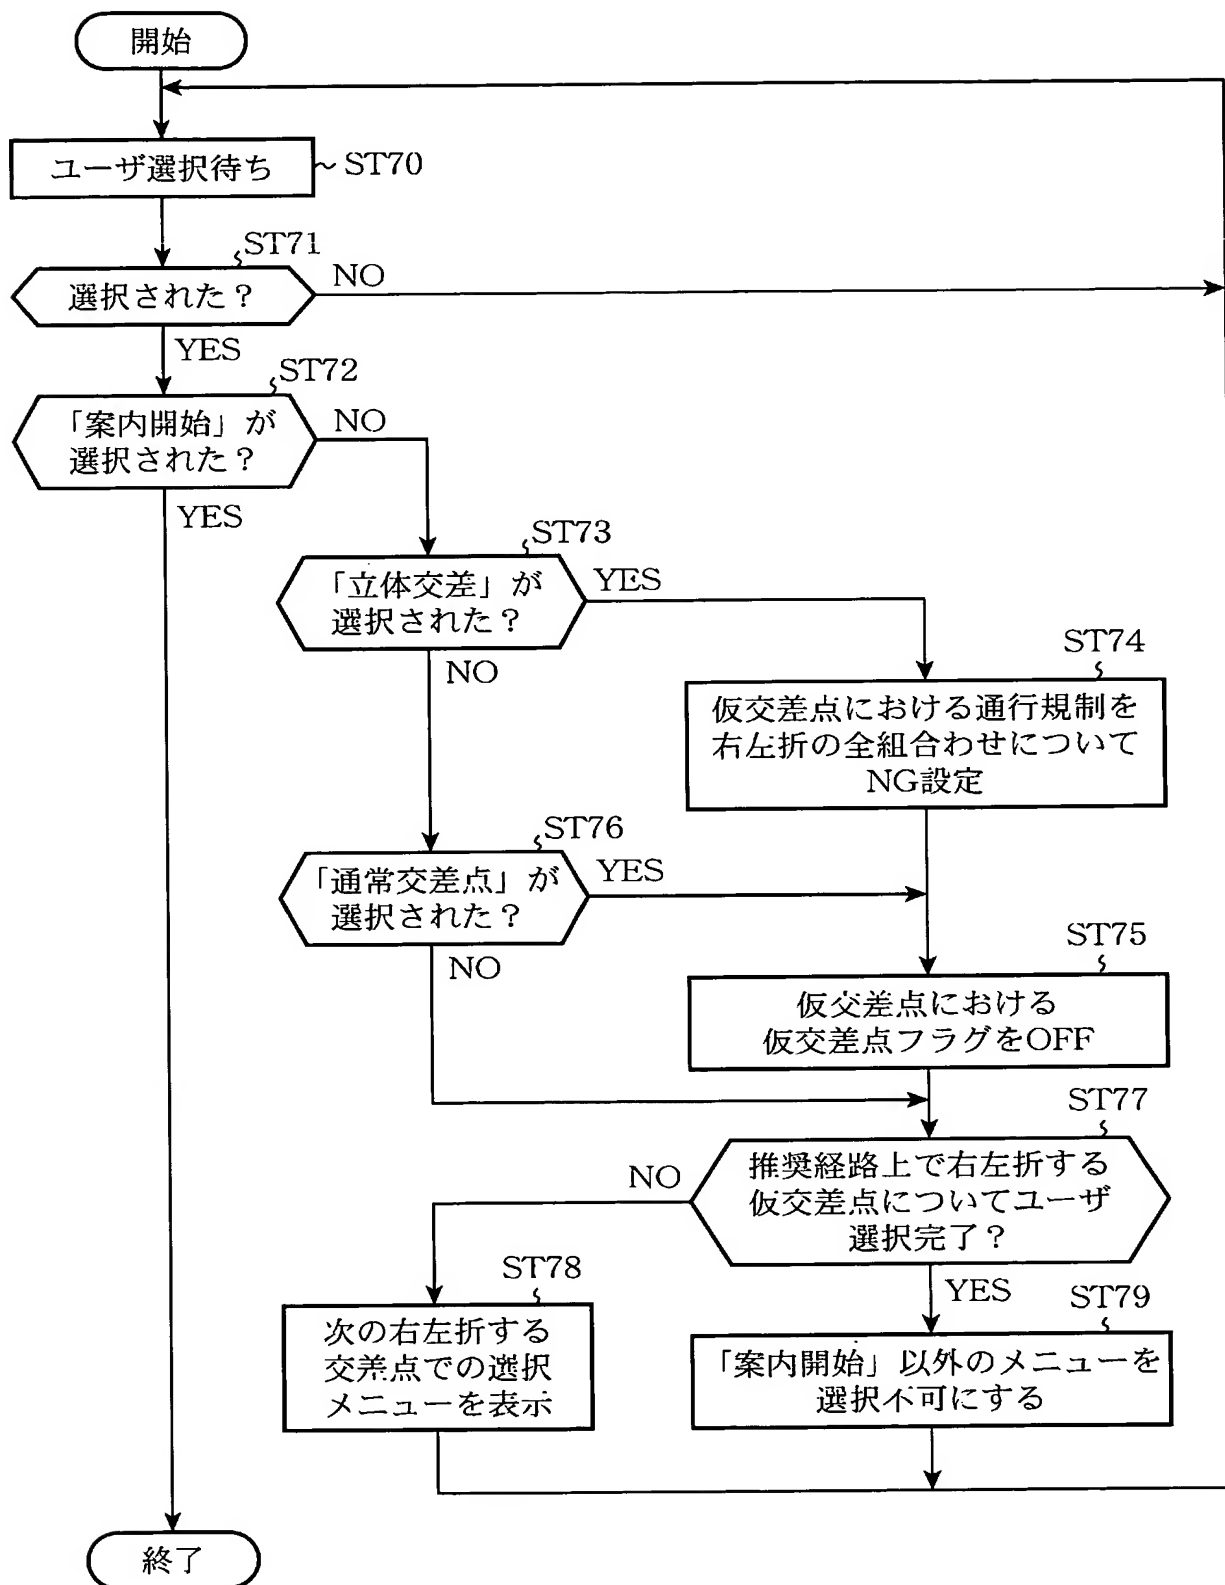 開始
ユーザ選択待ち
ST70
ST71
選択された？
NO
YES
ST72
「案内開始」が
選択された？
NO
YES
ST73
「立体交差」が
選択された？
YES
NO
ST74
仮交差点における通行規制を
右左折の全組合わせについて
NG設定
ST76
「通常交差点」が
選択された？
YES
NO
ST75
仮交差点における
仮交差点フラグをOFF
ST77
推奨経路上で右左折する
仮交差点についてユーザ
選択完了？
NO
YES
ST78
次の右左折する
交差点での選択
メニューを表示
ST79
「案内開始」以外のメニューを
選択不可にする
終了